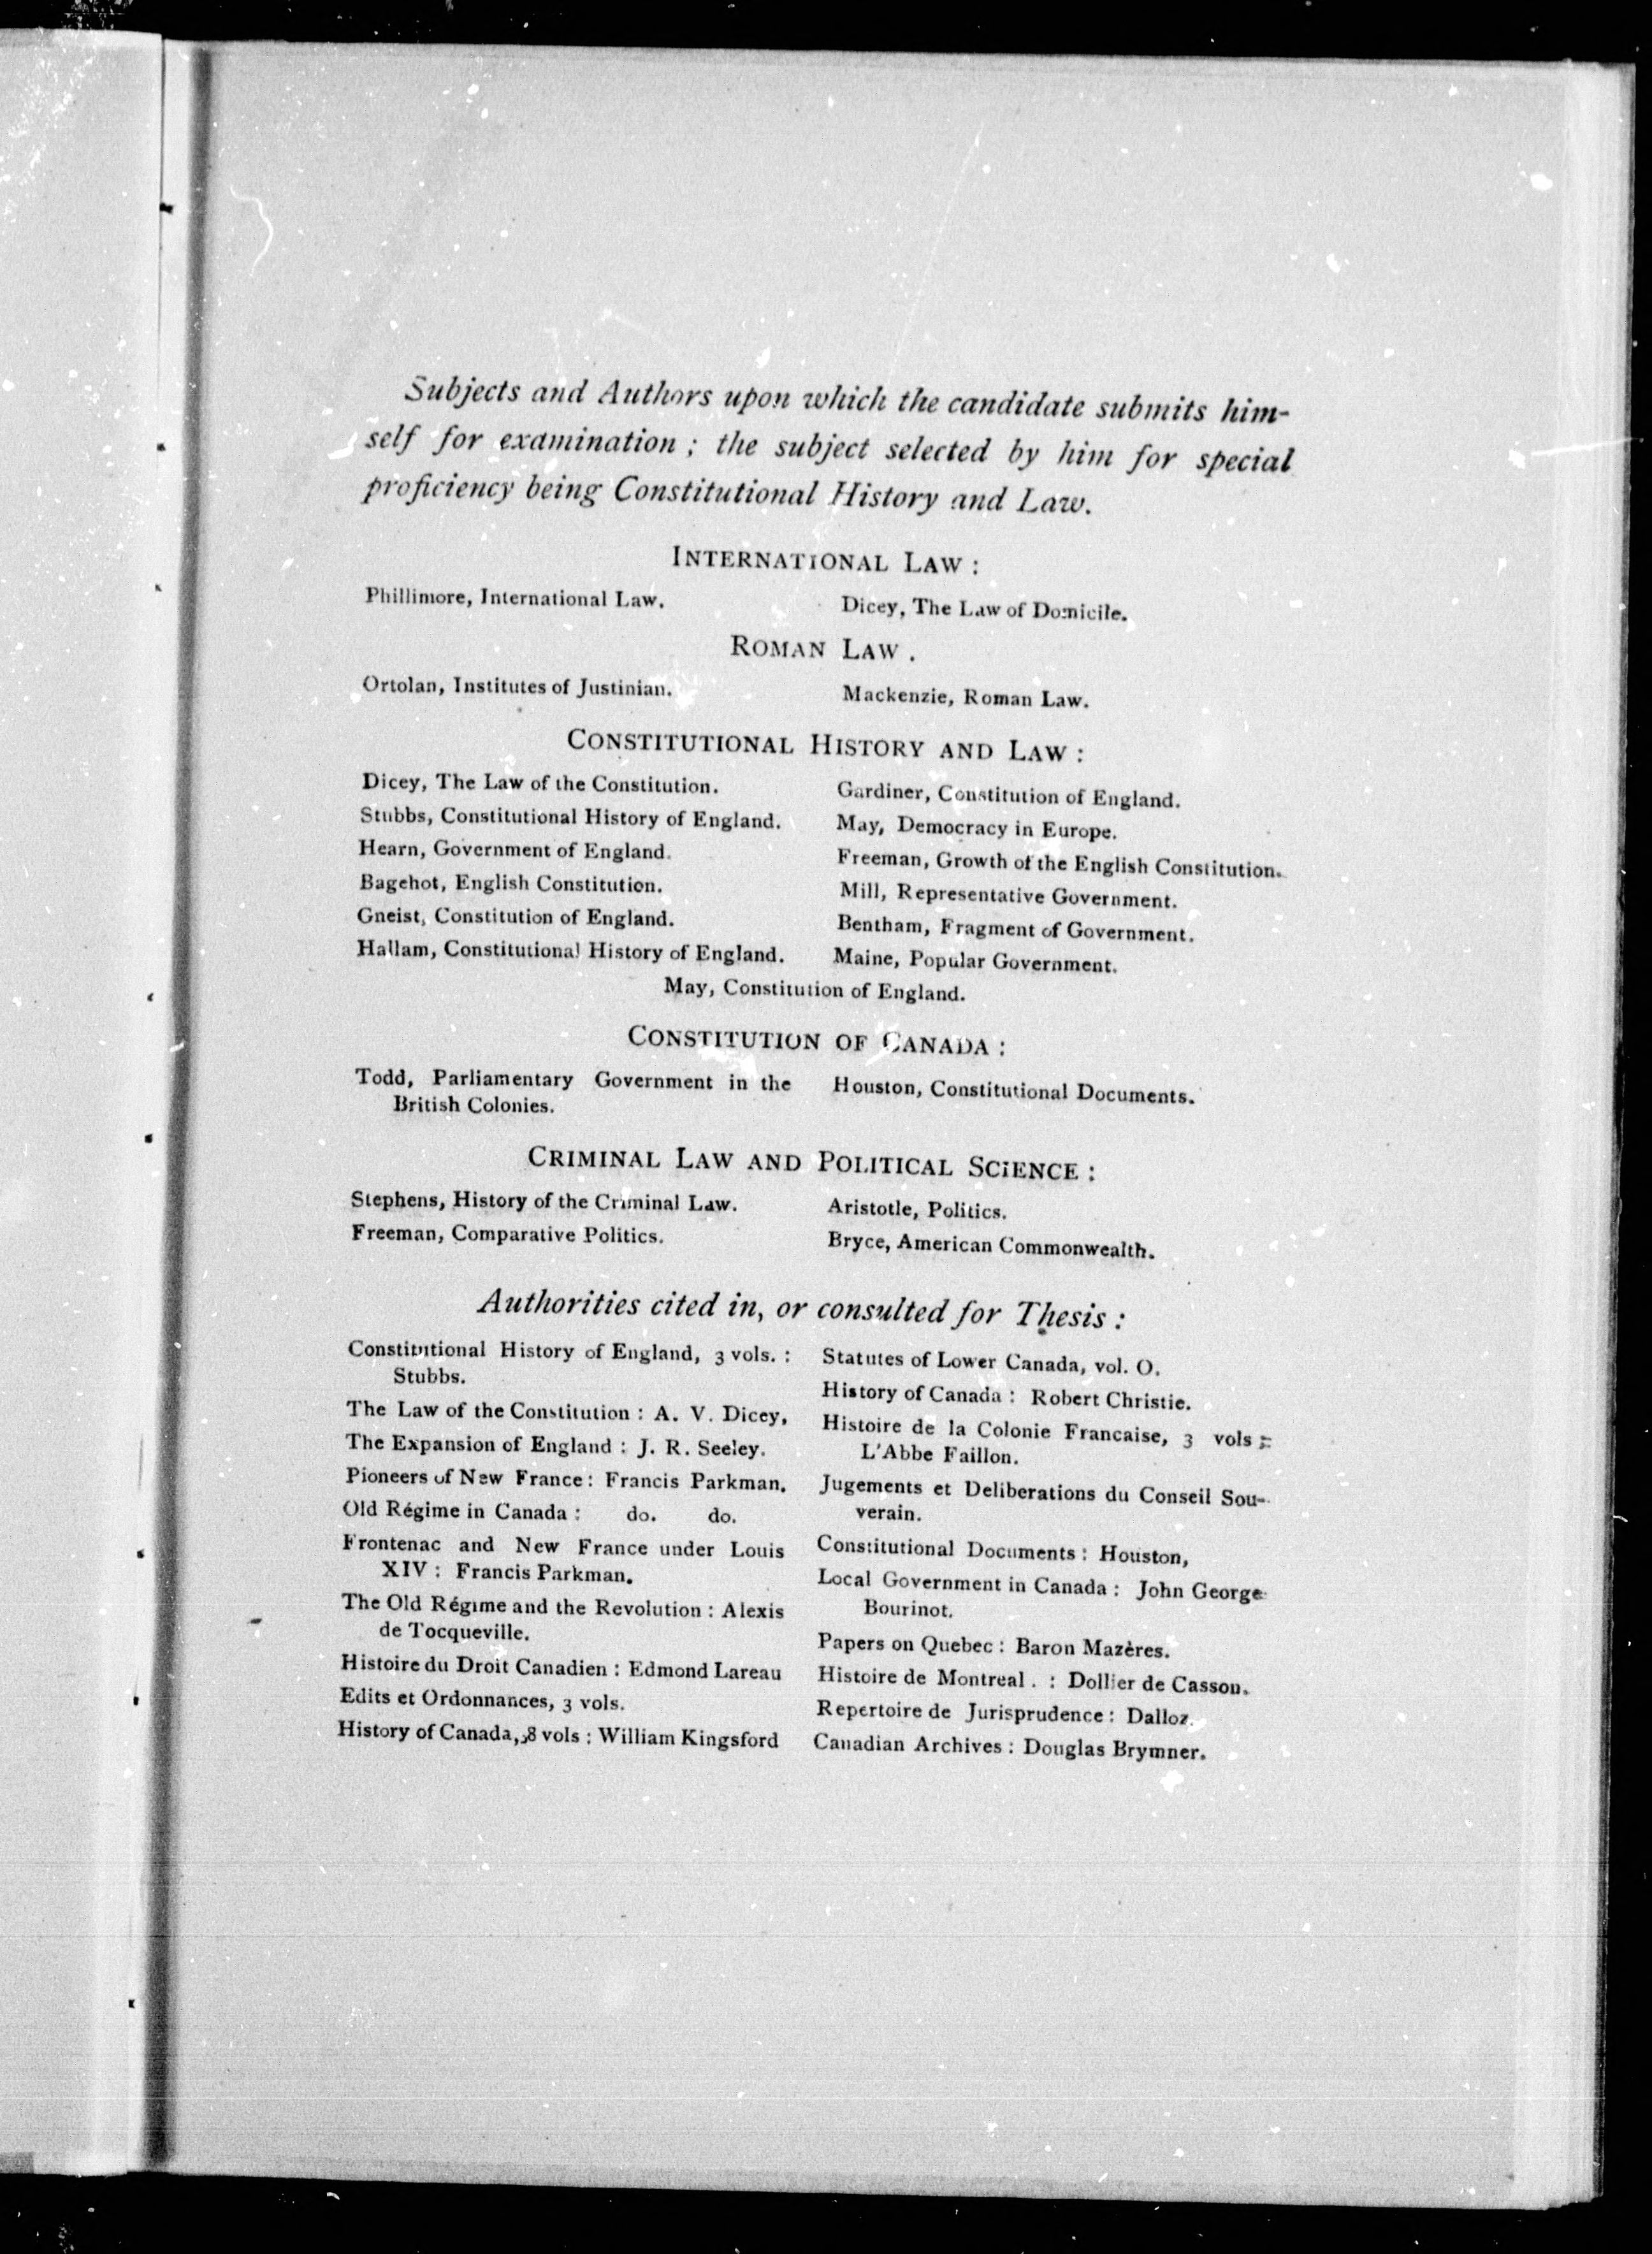 Subjects and Authors upon which the candidate submits him-
self for examination ; the subject selected by him for special
proficiency being Constitutional History and Law.
INTERNATIONAL LAW :
Phillimore, International Law.
Dicey, The Law of Domicile.
ROMAN LAW .
Ortolan, Institutes of Justinian.
Mackenzie, Roman Law.
CONSTITUTIONAL HISTORY AND LAW :
Dicey, The Law of the Constitution.
Stubbs, Constitutional History of England.
Hearn, Government of England.
Bagehot, English Constitution.
Gneist, Constitution of England.
Hallam, Constitutional History of England.
Gardiner, Constitution of England.
May, Democracy in Europe.
Freeman, Growth of the English Constitution.
Mill, Representative Government.
Bentham, Fragment of Government.
Maine, Popular Government.
May, Constitution of England.
CONSTITUTION OF CANADA :
Todd, Parliamentary Government in the
British Colonies.
Houston, Constitutional Documents.
CRIMINAL LAW AND POLITICAL SCIENCE :
Stephens, History of the Criminal Law.
Freeman, Comparative Politics.
Aristotle, Politics.
Bryce, American Commonwealth.
Authorities cited in, or consulted for Thesis :
Constitutional History of England, 3 vols. :
Stubbs.
The Law of the Constitution : A. V. Dicey,
The Expansion of England : J. R. Seeley.
Pioneers of New France : Francis Parkman.
Old Régime in Canada : do. do.
Frontenac and New France under Louis
XIV : Francis Parkman.
The Old Régime and the Revolution : Alexis
de Tocqueville.
Histoire du Droit Canadien : Edmond Lareau
Edits et Ordonnances, 3 vols.
History of Canada, 8 vols : William Kingsford
Statutes of Lower Canada, vol. O.
History of Canada : Robert Christie.
Histoire de la Colonie Francaise, 3 vols :
L'Abbe Faillon.
Jugements et Deliberations du Conseil Sou-
verain.
Constitutional Documents : Houston,
Local Government in Canada : John George
Bourinot.
Papers on Quebec : Baron Mazères.
Histoire de Montreal . : Dollier de Casson.
Repertoire de Jurisprudence : Dalloz.
Canadian Archives : Douglas Brymner.